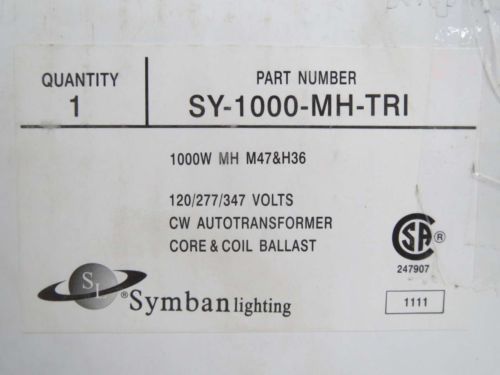 QUANTITY
1
PART NUMBER
SY-1000-MH-TRI
1000W MH M47&H36
120/277/347 VOLTS
CW AUTOTRANSFORMER
CORE & COIL BALLAST
SA ®
247907
SL
® Symban lighting
1111